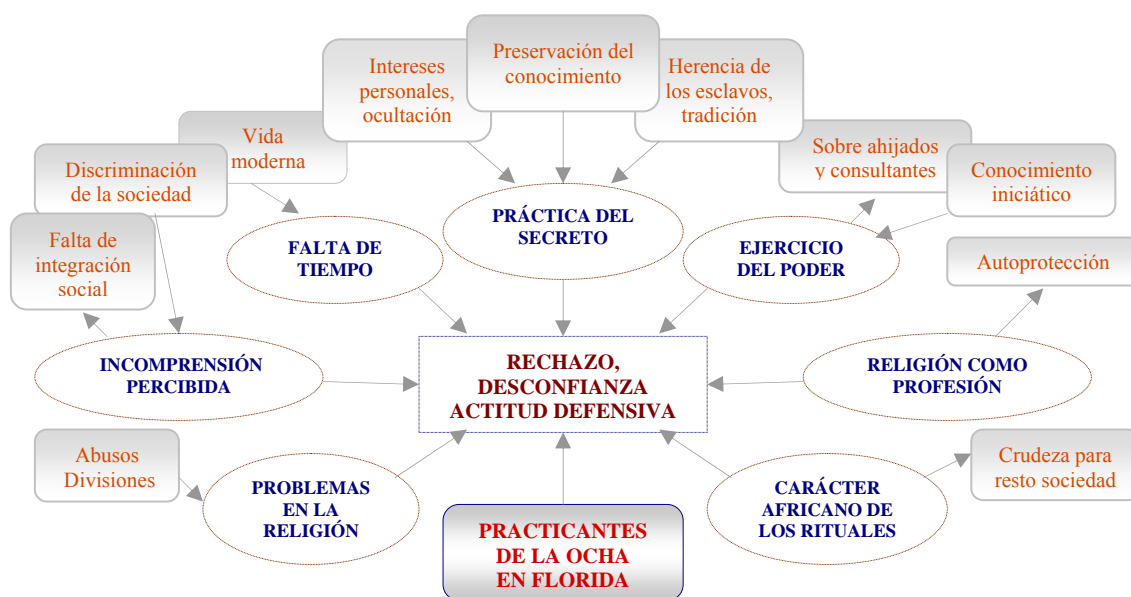 Preservación del
conocimiento
Intereses
personales,
ocultación
Herencia de
los esclavos,
tradición
Vida
moderna
Sobre ahijados
y consultantes
Discriminación
de la sociedad
Conocimiento
iniciático
Falta de
integración
social
FALTA DE
TIEMPO
PRÁCTICA DEL
SECRETO
EJERCICIO
DEL PODER
Autoprotección
INCOMPRENSIÓN
PERCIBIDA
RECHAZO,
DESCONFIANZA
ACTITUD DEFENSIVA
RELIGIÓN COMO
PROFESIÓN
Abusos
Divisiones
PROBLEMAS
EN LA
RELIGIÓN
CARÁCTER
AFRICANO DE
LOS RITUALES
Crudeza para
resto sociedad
PRACTICANTES
DE LA OCHA
EN FLORIDA